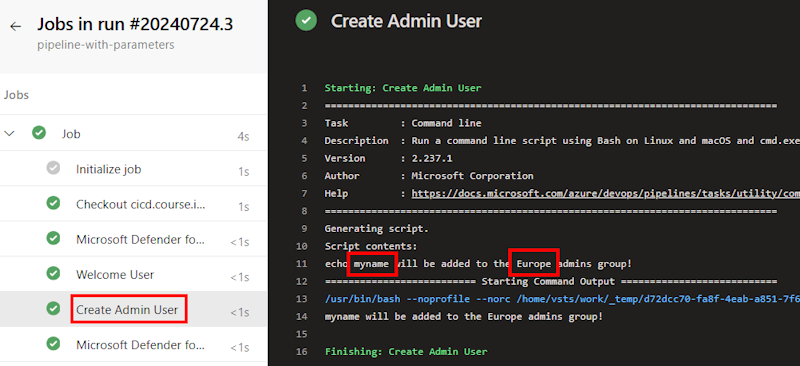 ← Jobs in run #20240724.3
pipeline-with-parameters
Jobs
Job 4s
Initialize job 1s
Checkout cicd.course.i... 1s
Microsoft Defender fo... <1s
Welcome User <1s
Create Admin User <1s
Microsoft Defender fo... <1s
Create Admin User
1 Starting: Create Admin User
2 ==============================================================================
3 Task : Command line
4 Description : Run a command line script using Bash on Linux and macOS and cmd.exe
5 Version : 2.237.1
6 Author : Microsoft Corporation
7 Help : https://docs.microsoft.com/azure/devops/pipelines/tasks/utility/com
8 ==============================================================================
9 Generating script.
10 Script contents:
11 echo myname will be added to the Europe admins group!
12 ========================== Starting Command Output ===========================
13 /usr/bin/bash --noprofile --norc /home/vsts/work/_temp/d72dcc70-fa8f-4eab-a851-7f6
14 myname will be added to the Europe admins group!
15
16 Finishing: Create Admin User